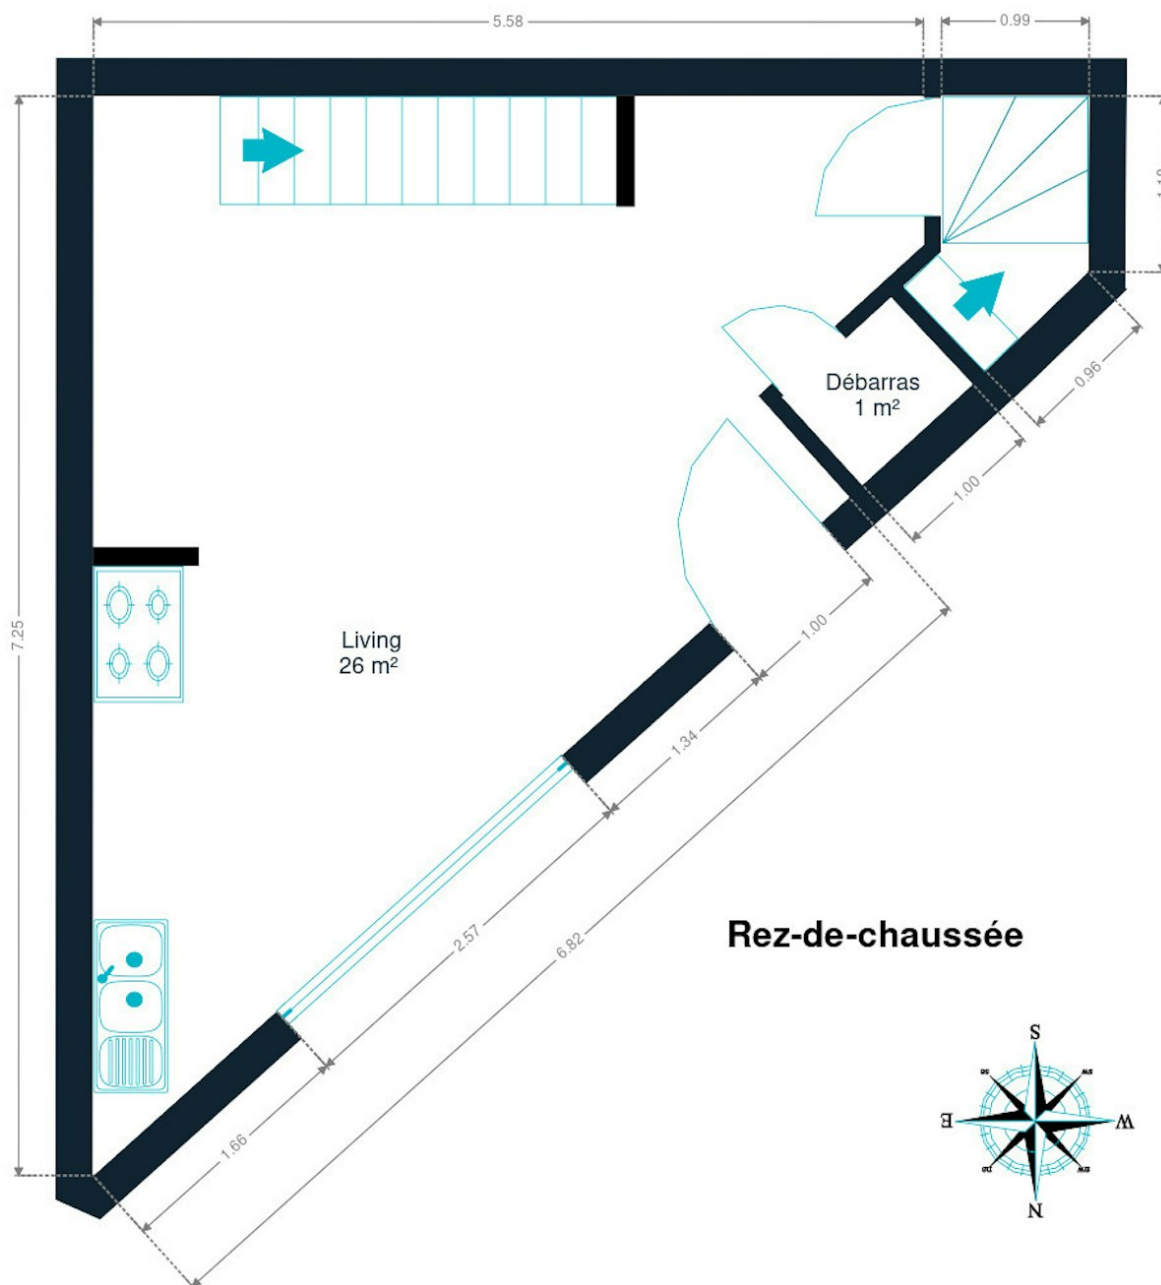 5.58
0.99
Débarras
1 m²
0.96
1.00
7.25
Living
26 m²
1.00
1.34
2.57
6.82
Rez-de-chaussée
1.66
S
E
W
N